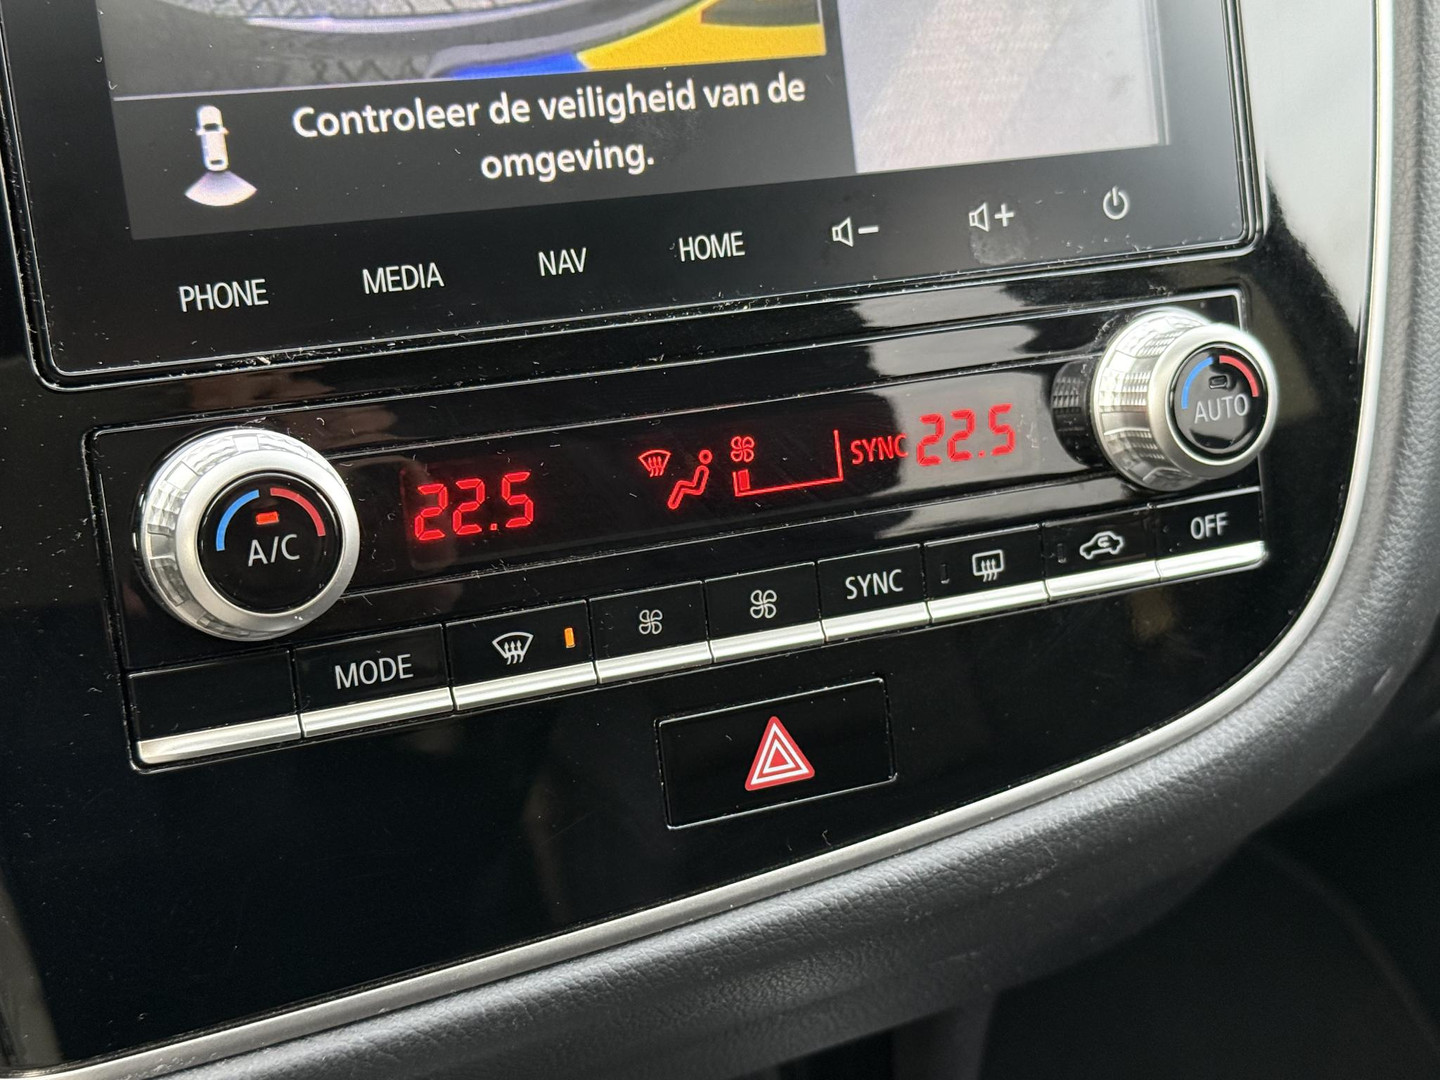 Controleer de veiligheid van de
omgeving.
PHONE MEDIA NAV HOME - +
A/C 22.5 SYNC 22.5 AUTO
MODE SYNC OFF